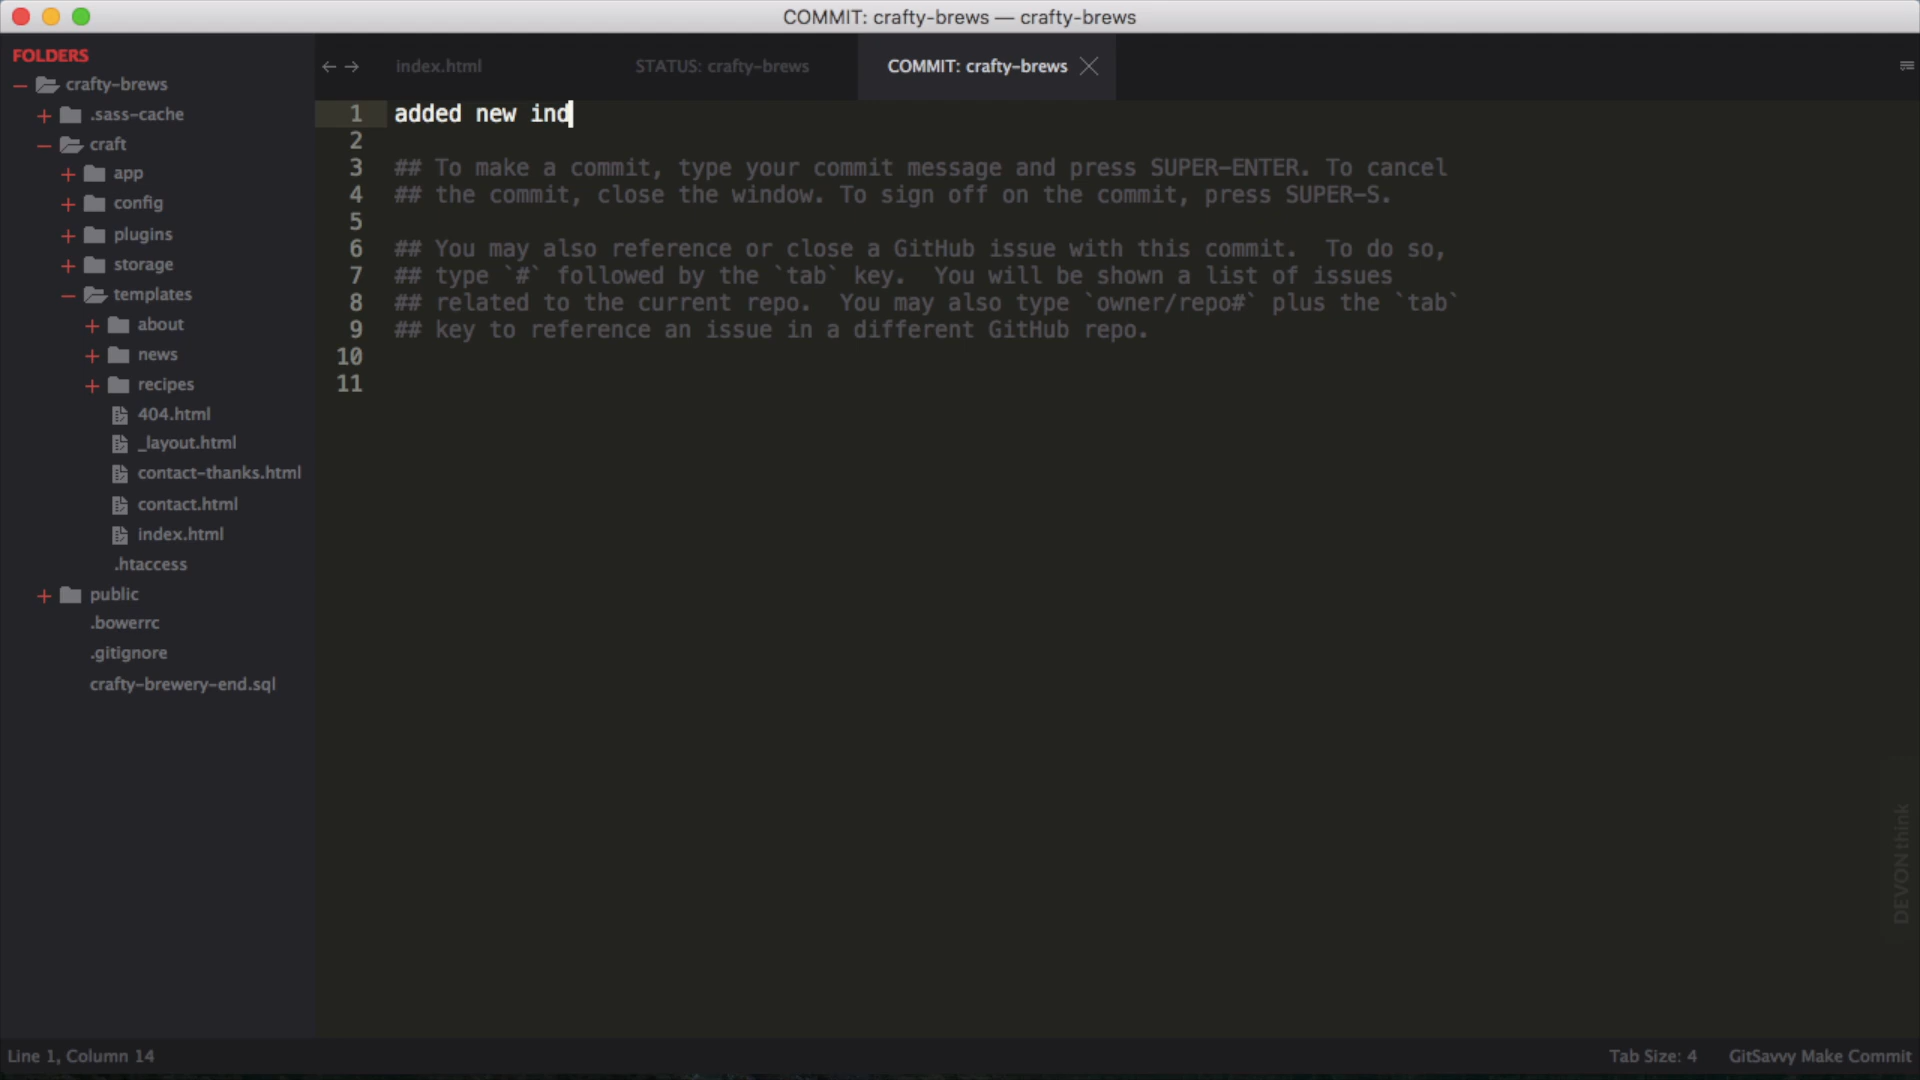 COMMIT: crafty-brews — crafty-brews
FOLDERS
crafty-brews
.sass-cache
craft
app
config
plugins
storage
templates
about
news
recipes
404.html
_layout.html
contact-thanks.html
contact.html
index.html
.htaccess
public
.bowerrc
.gitignore
crafty-brewery-end.sql
index.html
STATUS: crafty-brews
COMMIT: crafty-brews
1 added new ind
2
3 ## To make a commit, type your commit message and press SUPER-ENTER. To cancel
4 ## the commit, close the window. To sign off on the commit, press SUPER-S.
5
6 ## You may also reference or close a GitHub issue with this commit.  To do so,
7 ## type `#` followed by the `tab` key.  You will be shown a list of issues
8 ## related to the current repo.  You may also type `owner/repo#` plus the `tab`
9 ## key to reference an issue in a different GitHub repo.
10
11
DEVONthink
Line 1, Column 14
Tab Size: 4
GitSavvy Make Commit